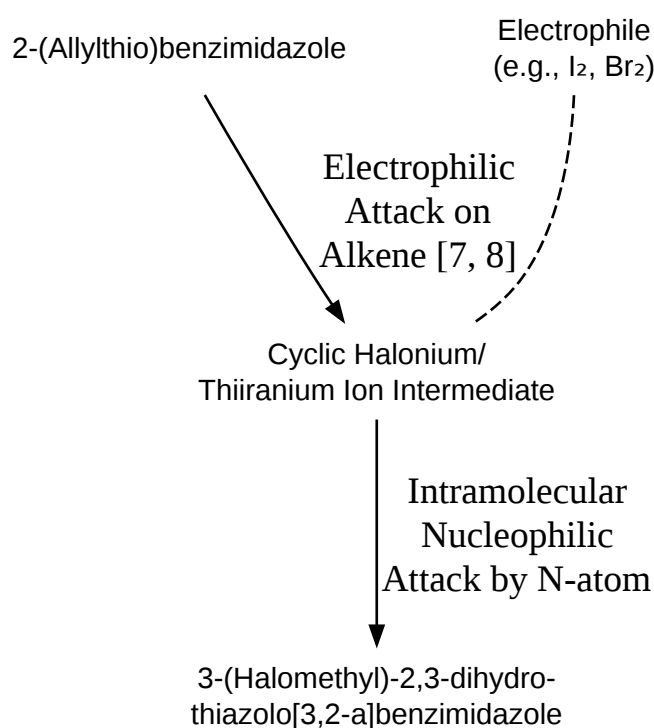 2-(Allylthio)benzimidazole
Electrophile
(e.g., I₂, Br₂)
Electrophilic
Attack on
Alkene [7, 8]
Cyclic Halonium/
Thiiranium Ion Intermediate
Intramolecular
Nucleophilic
Attack by N-atom
3-(Halomethyl)-2,3-dihydro-
thiazolo[3,2-a]benzimidazole